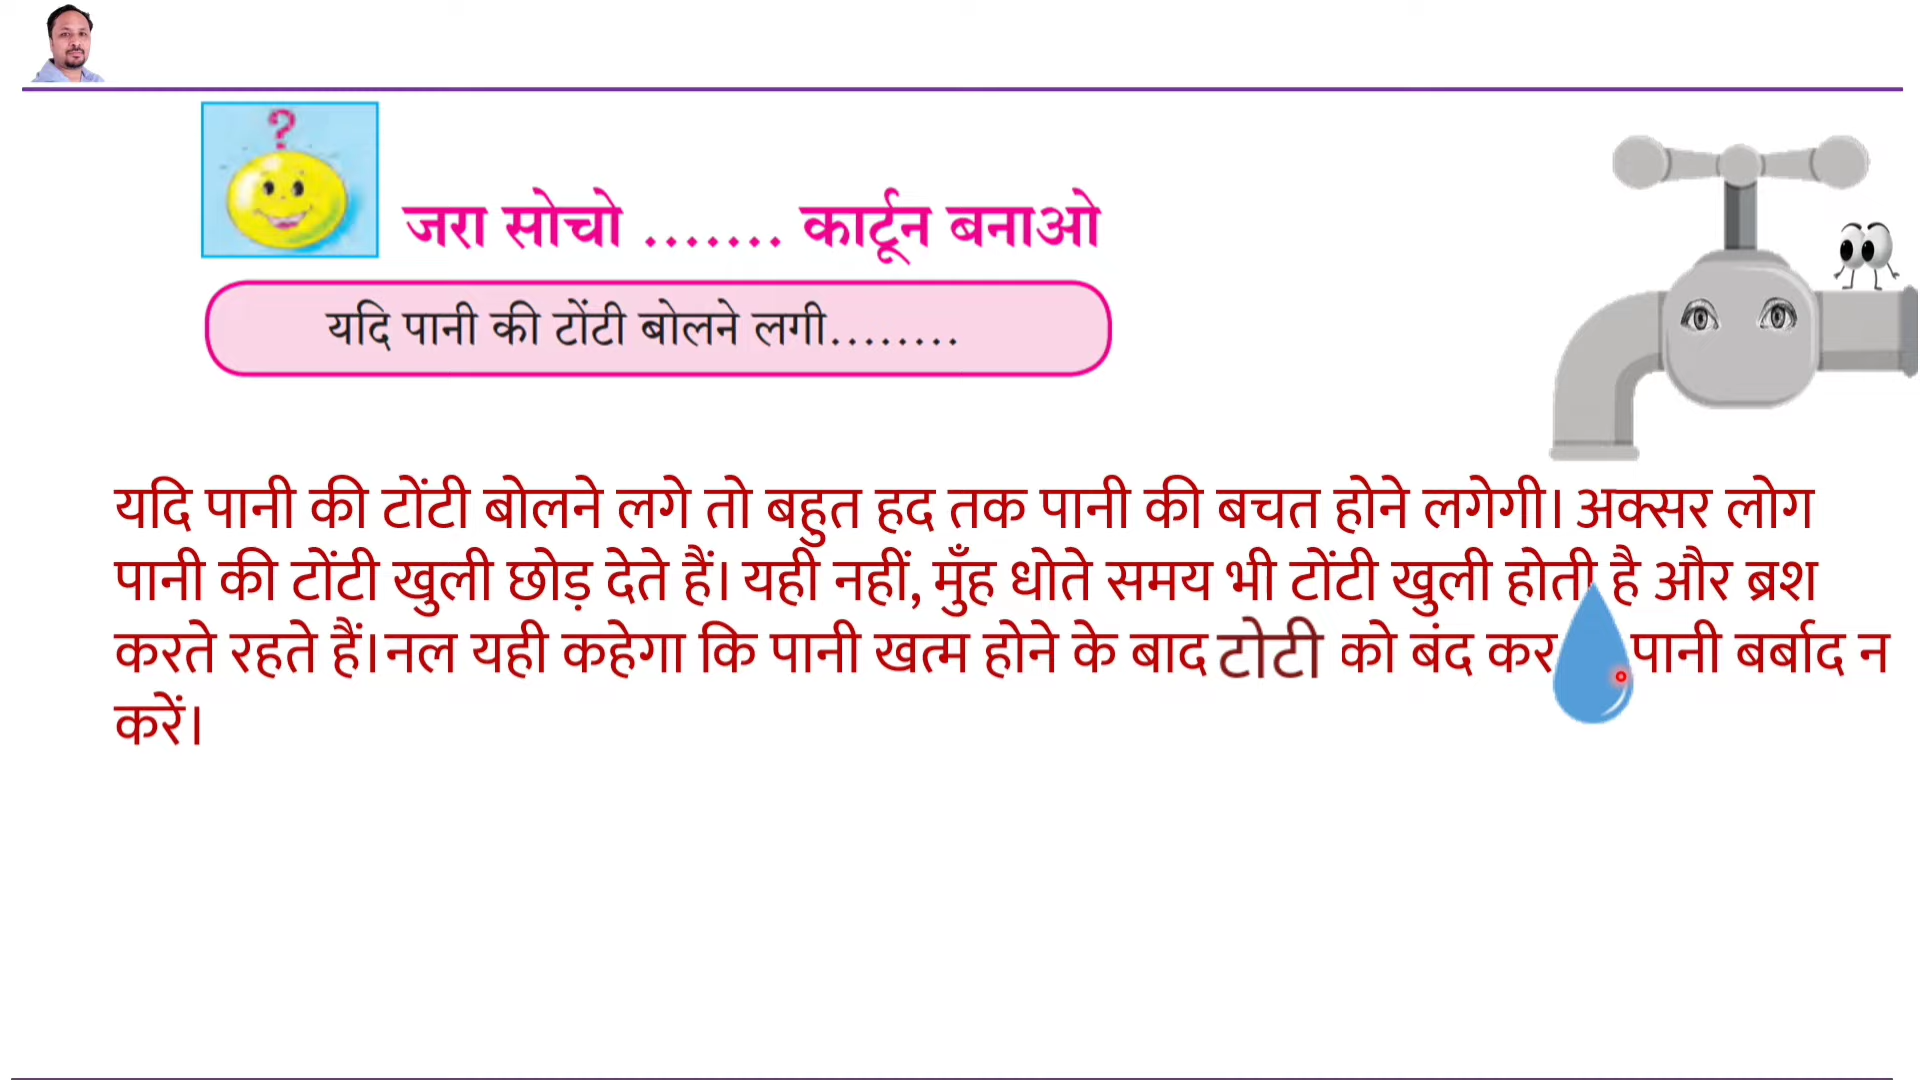 ?
जरा सोचो ....... कार्टून बनाओ
यदि पानी की टोंटी बोलने लगी........
यदि पानी की टोंटी बोलने लगे तो बहुत हद तक पानी की बचत होने लगेगी। अक्सर लोग
पानी की टोंटी खुली छोड़ देते हैं। यही नहीं, मुँह धोते समय भी टोंटी खुली होती है और ब्रश
करते रहते हैं।नल यही कहेगा कि पानी खत्म होने के बाद टोटी को बंद कर पानी बर्बाद न
करें।